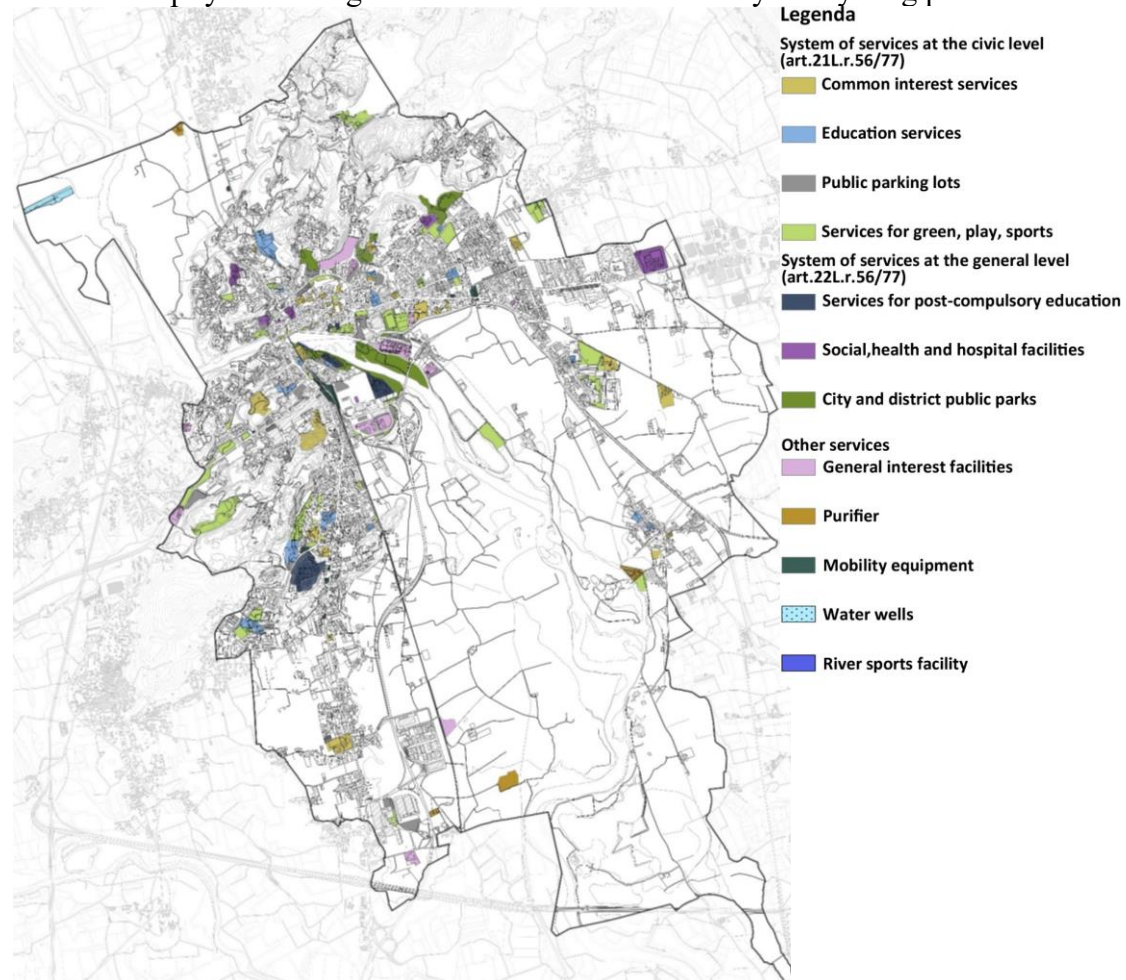 Legenda
System of services at the civic level
(art.21L.r.56/77)
Common interest services
Education services
Public parking lots
Services for green, play, sports
System of services at the general level
(art.22L.r.56/77)
Services for post-compulsory education
Social,health and hospital facilities
City and district public parks
Other services
General interest facilities
Purifier
Mobility equipment
Water wells
River sports facility